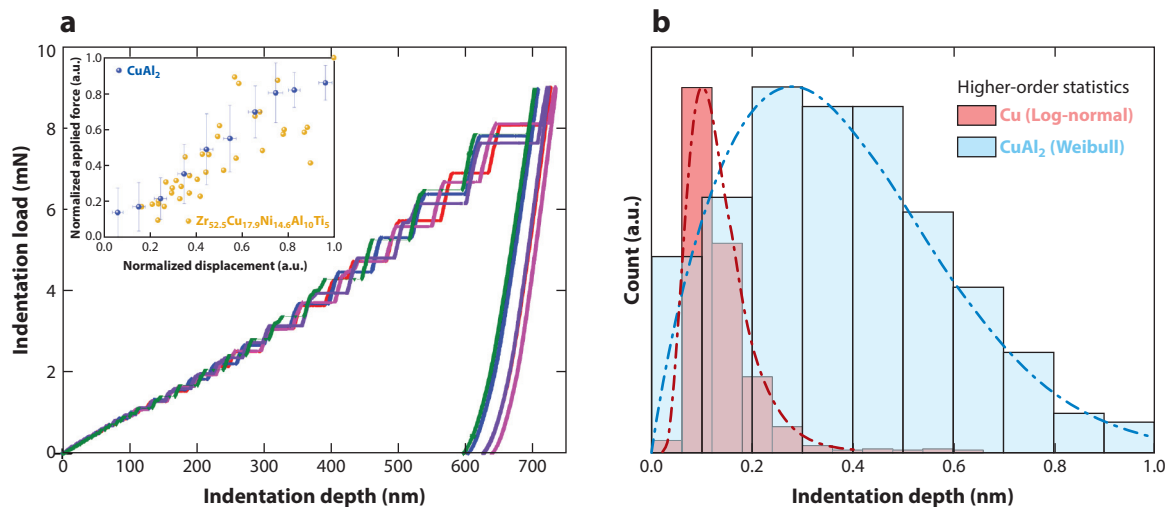 a
Indentation load (mN)
10
8
6
4
2
0
0
100
200
300
400
500
600
700
Indentation depth (nm)
Normalized applied force (a.u.)
1.0
0.8
0.6
0.4
0.2
0.0
0.0
0.2
0.4
0.6
0.8
1.0
Normalized displacement (a.u.)
CuAl2
Zr52.5Cu17.9Ni14.6Al10Ti5
b
Count (a.u.)
Higher-order statistics
Cu (Log-normal)
CuAl2 (Weibull)
0.0
0.2
0.4
0.6
0.8
1.0
Indentation depth (nm)